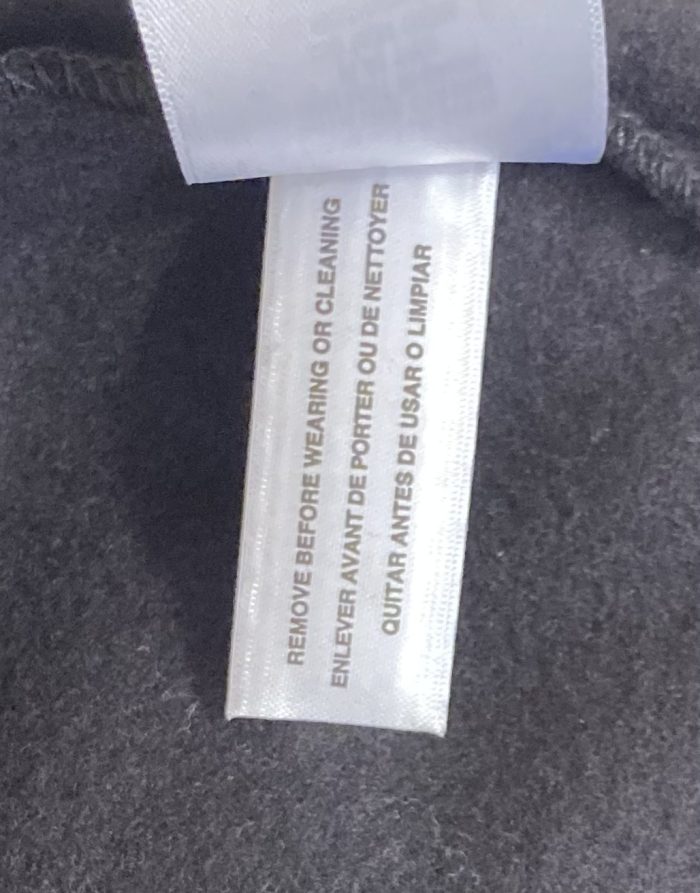 REMOVE BEFORE WEARING OR CLEANING
ENLEVER AVANT DE PORTER OU DE NETTOYER
QUITAR ANTES DE USAR O LIMPIAR